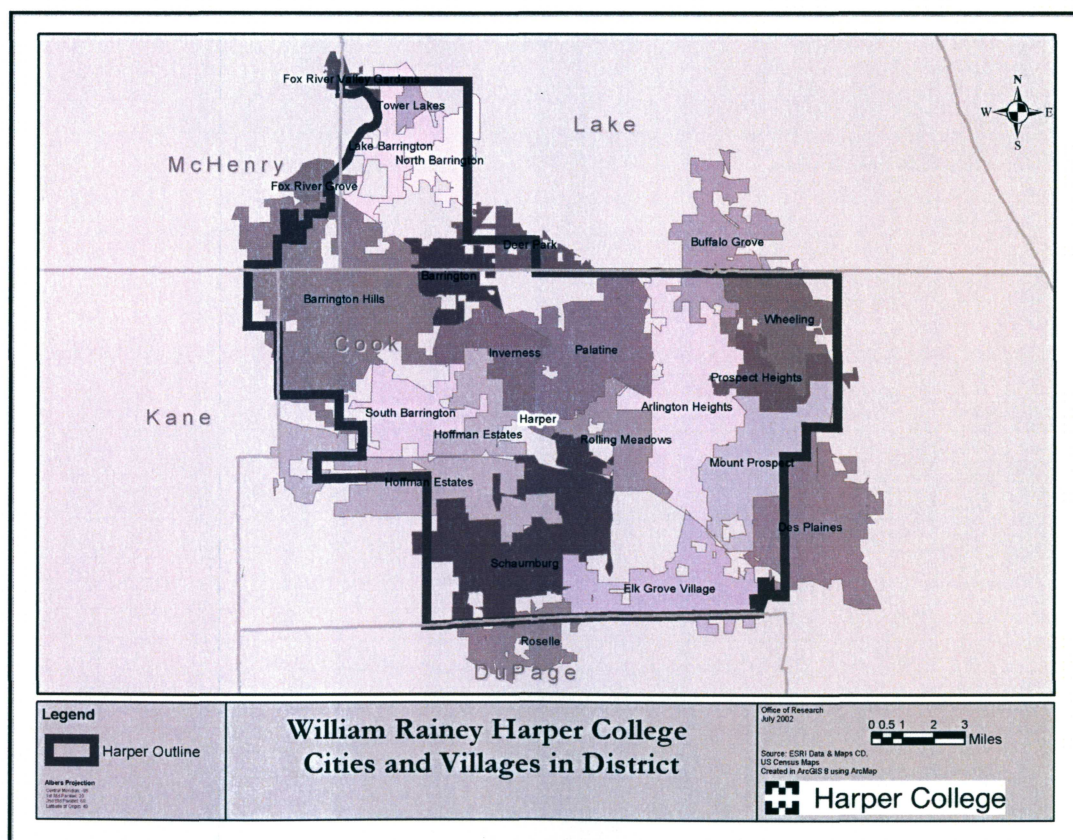 Fox River Valley Gardens
Tower Lakes
Lake
N
W E
S
Lake Barrington
North Barrington
McHenry
Fox River Grove
Deer Park
Buffalo Grove
Barrington
Barrington Hills
Wheeling
Cook
Inverness
Palatine
Prospect Heights
Kane
South Barrington
Harper
Arlington Heights
Hoffman Estates
Rolling Meadows
Mount Prospect
Hoffman Estates
Des Plaines
Schaumburg
Elk Grove Village
Roselle
DuPage
Legend
Harper Outline
Albers Projection
William Rainey Harper College
Cities and Villages in District
Office of Research
July 2002
0 0.5 1 2 3
Miles
Source: ESRI Data & Maps CD,
US Census Maps
Created in ArcGIS 8 using ArcMap
Harper College